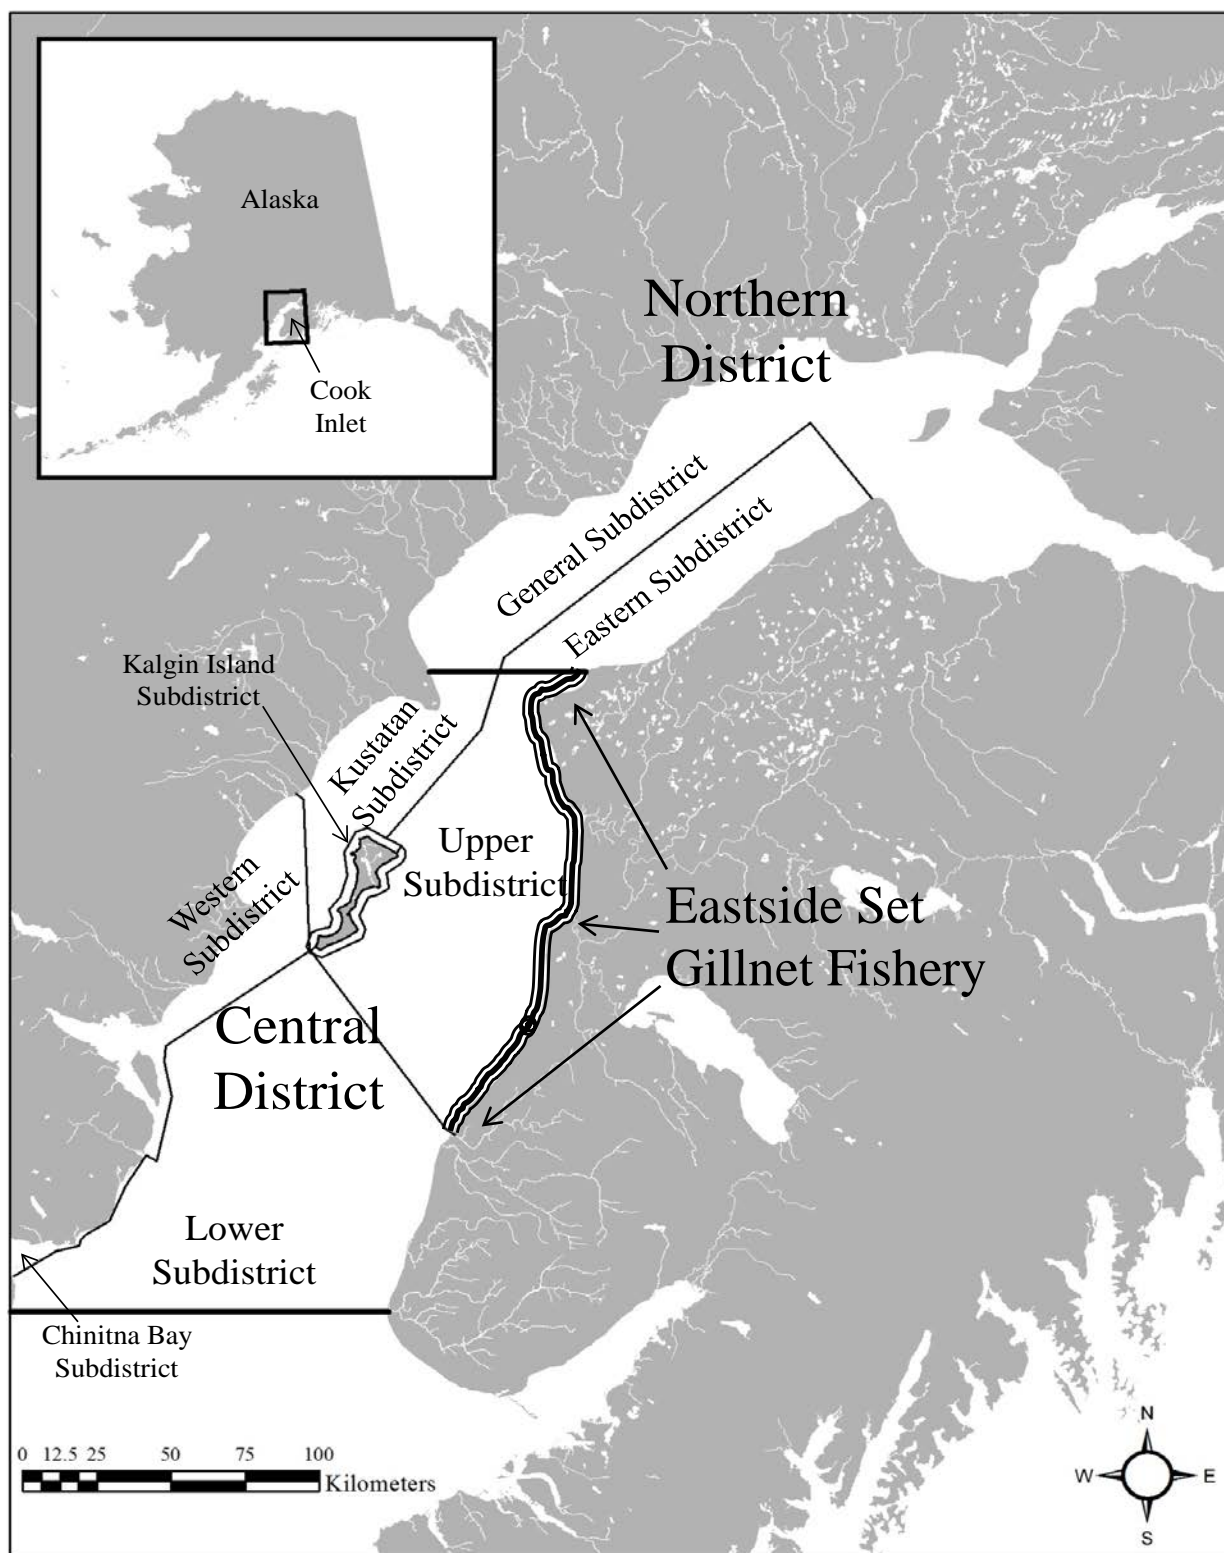 Alaska
Cook
Inlet
Northern
District
General Subdistrict
Eastern Subdistrict
Kalgin Island
Subdistrict
Kustatan
Subdistrict
Upper
Subdistrict
Western
Subdistrict
Eastside Set
Gillnet Fishery
Central
District
Lower
Subdistrict
Chinitna Bay
Subdistrict
0 12.5 25 50 75 100
Kilometers
N
W E
S